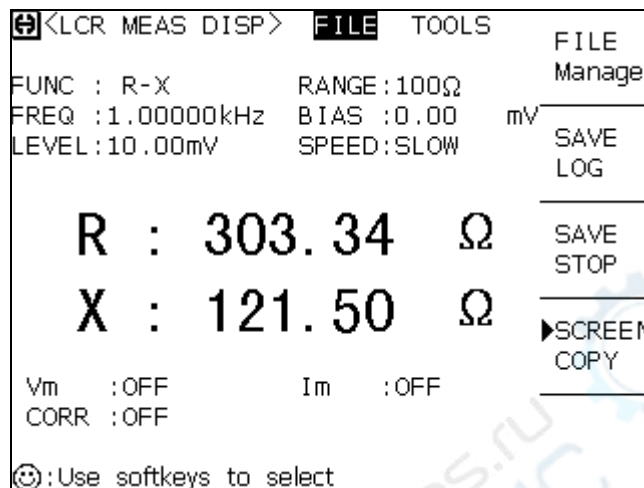 <LCR MEAS DISP> FILE TOOLS
FILE
Manage
FUNC : R-X RANGE:100Ω
FREQ :1.00000kHz BIAS :0.00 mV
LEVEL:10.00mV SPEED:SLOW
SAVE
LOG
R : 303.34 Ω
X : 121.50 Ω
SAVE
STOP
SCREEN
COPY
Vm :OFF Im :OFF
CORR :OFF
:Use softkeys to select